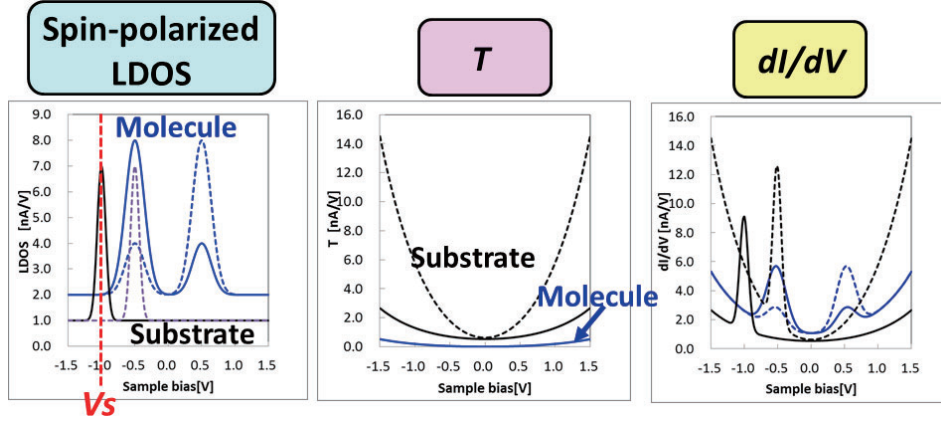 Spin-polarized
LDOS
T
dI/dV
LDOS [nA/V]
9.0
8.0
7.0
6.0
5.0
4.0
3.0
2.0
1.0
0.0
Molecule
Substrate
-1.5 -1.0 -0.5 0.0 0.5 1.0 1.5
Sample bias[V]
Vs
T [nA/V]
16.0
14.0
12.0
10.0
8.0
6.0
4.0
2.0
0.0
Substrate
Molecule
-1.5 -1.0 -0.5 0.0 0.5 1.0 1.5
Sample bias[V]
dI/dV [nA/V]
16.0
14.0
12.0
10.0
8.0
6.0
4.0
2.0
0.0
-1.5 -1.0 -0.5 0.0 0.5 1.0 1.5
Sample bias[V]